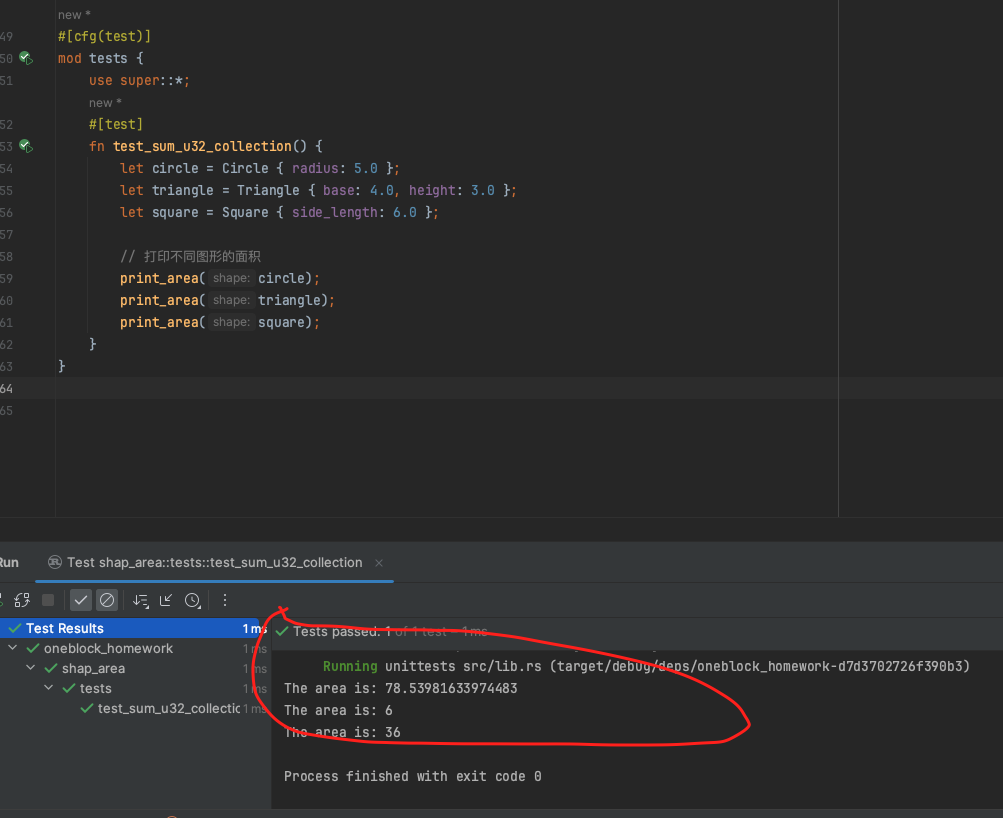 new *
49 #[cfg(test)]
50 mod tests {
51 use super::*;
new *
52 #[test]
53 fn test_sum_u32_collection() {
54 let circle = Circle { radius: 5.0 };
55 let triangle = Triangle { base: 4.0, height: 3.0 };
56 let square = Square { side_length: 6.0 };
57
58 // 打印不同图形的面积
59 print_area( shape: circle);
60 print_area( shape: triangle);
61 print_area( shape: square);
62 }
63 }
64
65
Run Test shap_area::tests::test_sum_u32_collection ×
Test Results 1 ms
oneblock_homework 1 ms
shap_area 1 ms
tests 1 ms
test_sum_u32_collectic 1 ms
Tests passed: 1 of 1 test – 1 ms
Running unittests src/lib.rs (target/debug/deps/oneblock_homework-d7d3702726f390b3)
The area is: 78.53981633974483
The area is: 6
The area is: 36
Process finished with exit code 0